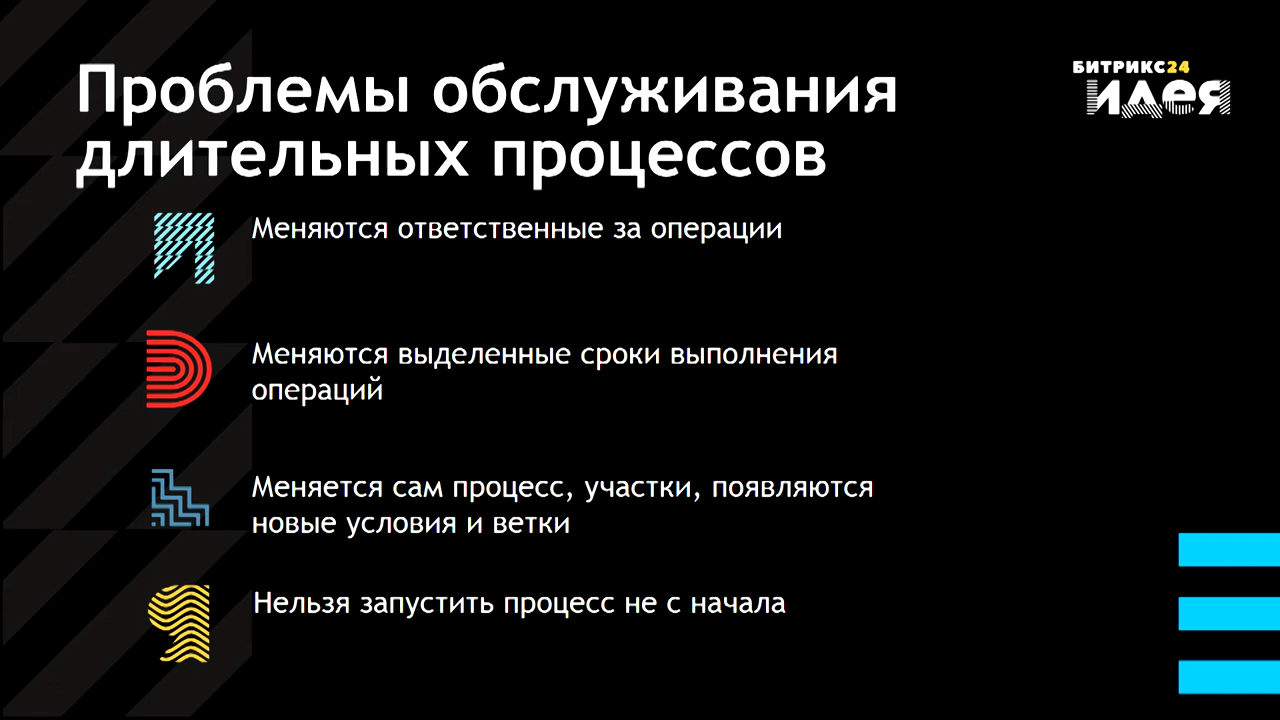 Проблемы обслуживания
длительных процессов
БИТРИКС24
идея
Меняются ответственные за операции
Меняются выделенные сроки выполнения
операций
Меняется сам процесс, участки, появляются
новые условия и ветки
Нельзя запустить процесс не с начала